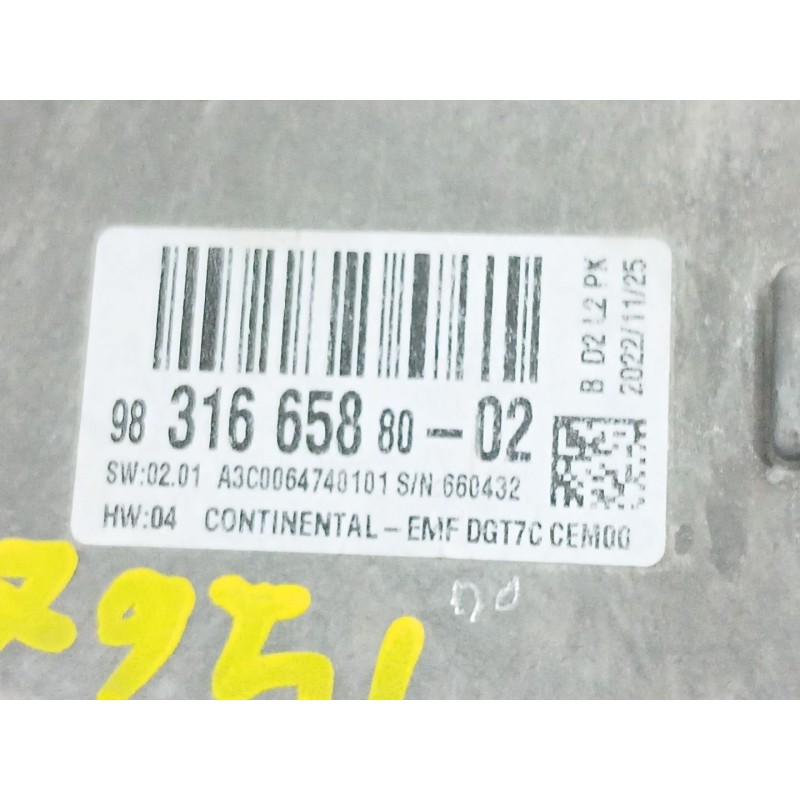 98 316 658 80-02
SW:02.01 A3C0064740101 S/N 660432
HW:04 CONTINENTAL-EMF DGT7C CEM00
B D2 L2 PK
2022/11/25